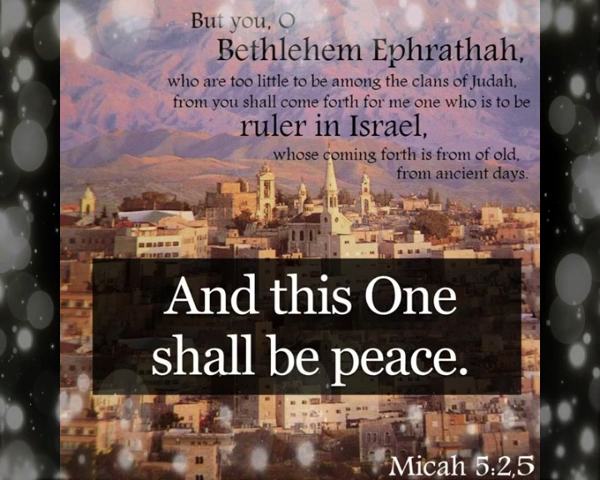 But you, O
Bethlehem Ephrathah,
who are too little to be among the clans of Judah,
from you shall come forth for me one who is to be
ruler in Israel,
whose coming forth is from of old,
from ancient days.
And this One
shall be peace.
Micah 5:2,5